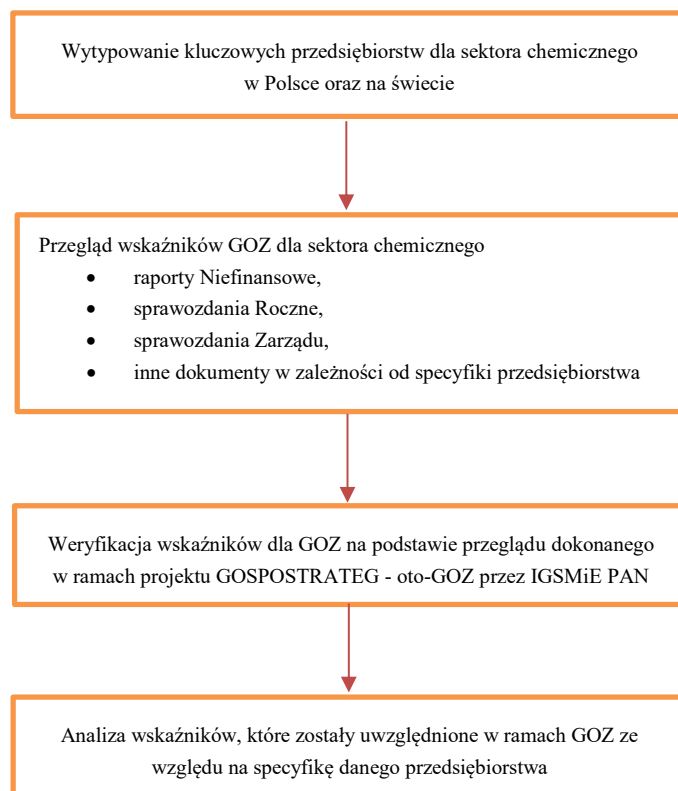 Wytypowanie kluczowych przedsiębiorstw dla sektora chemicznego
w Polsce oraz na świecie
Przegląd wskaźników GOZ dla sektora chemicznego
• raporty Niefinansowe,
• sprawozdania Roczne,
• sprawozdania Zarządu,
• inne dokumenty w zależności od specyfiki przedsiębiorstwa
Weryfikacja wskaźników dla GOZ na podstawie przeglądu dokonanego
w ramach projektu GOSPOSTRATEG - oto-GOZ przez IGSMiE PAN
Analiza wskaźników, które zostały uwzględnione w ramach GOZ ze
względu na specyfikę danego przedsiębiorstwa